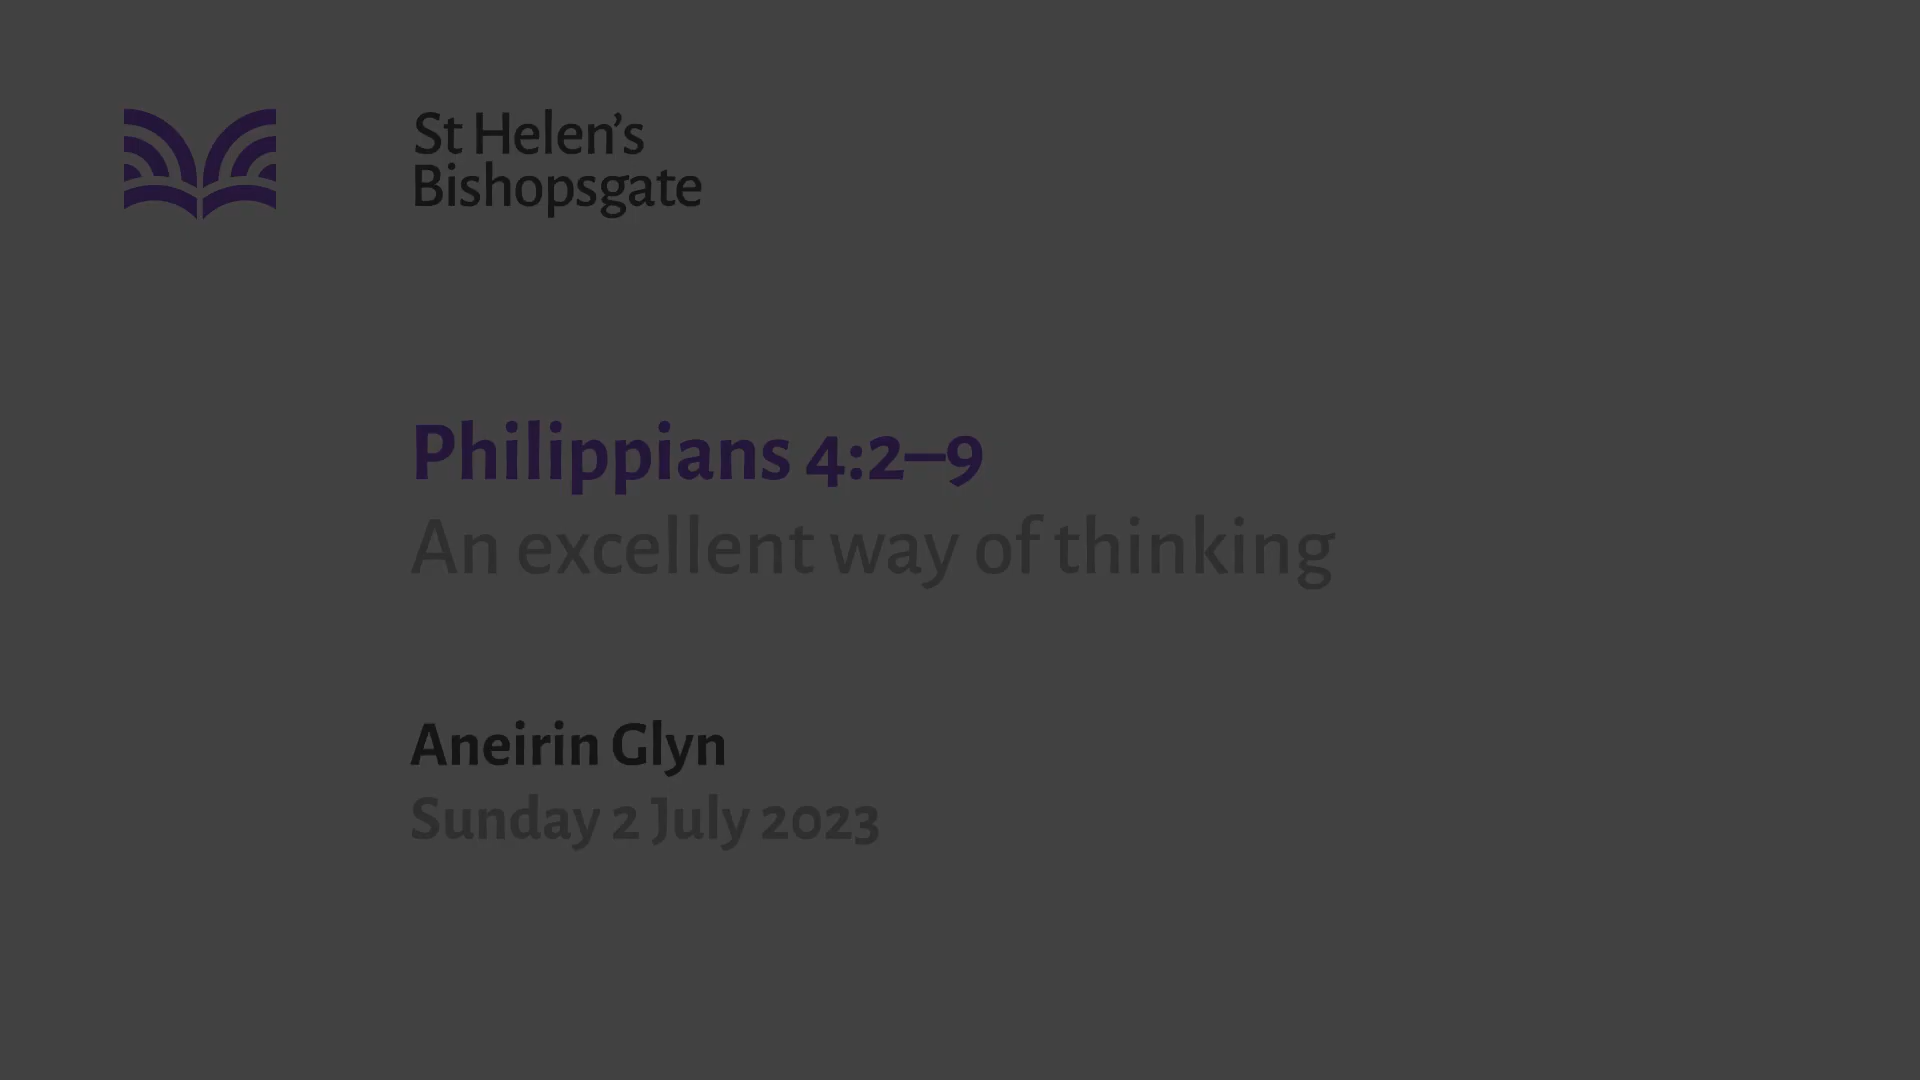 St Helen’s
Bishopsgate
Philippians 4:2–9
An excellent way of thinking
Aneirin Glyn
Sunday 2 July 2023